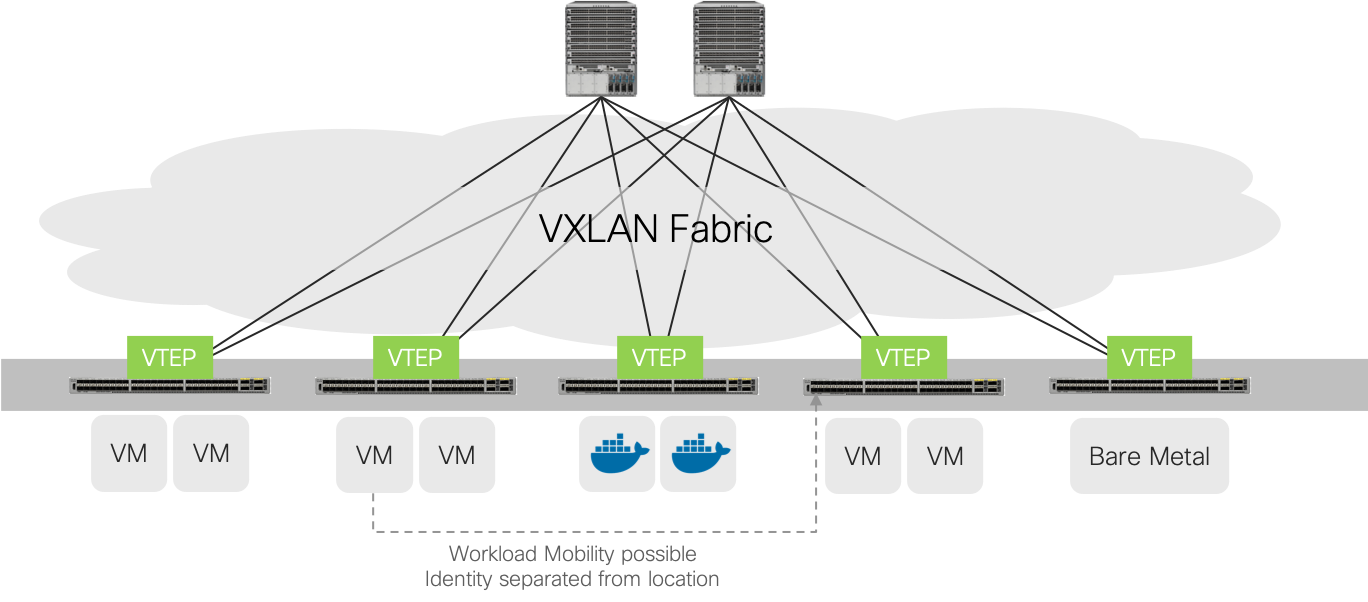 VXLAN Fabric
VTEP
VTEP
VTEP
VTEP
VTEP
VM
VM
VM
VM
VM
VM
Bare Metal
Workload Mobility possible
Identity separated from location